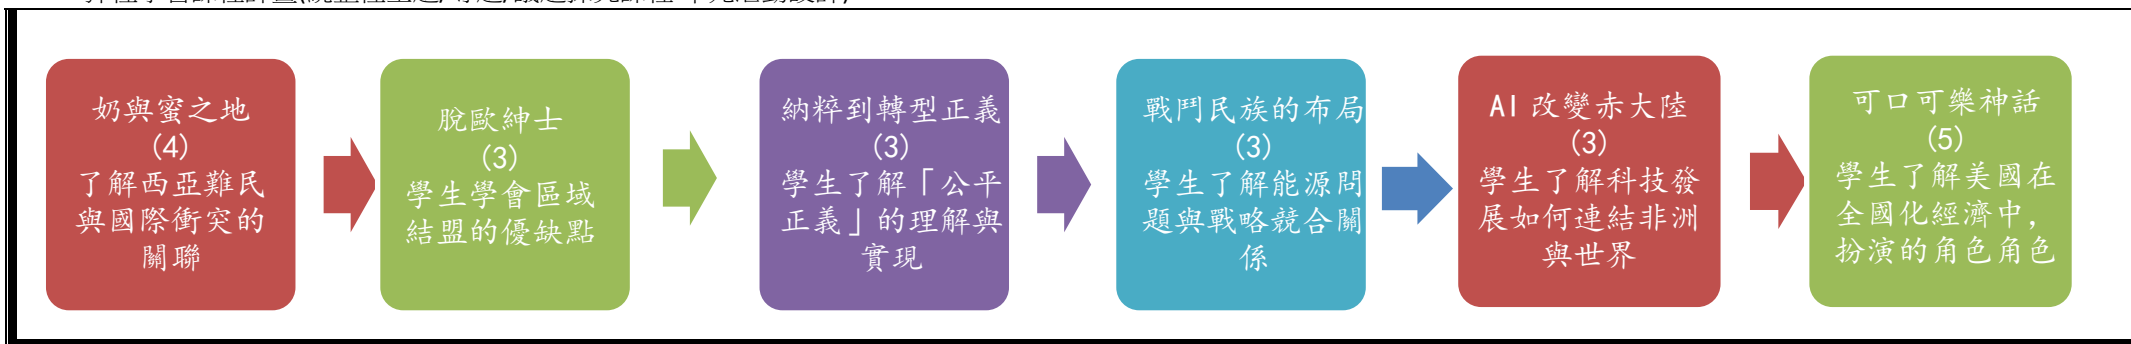 奶與蜜之地
(4)
了解西亞難民
與國際衝突的
關聯
脫歐紳士
(3)
學生學會區域
結盟的優缺點
納粹到轉型正義
(3)
學生了解「公平
正義」的理解與
實現
戰鬥民族的布局
(3)
學生了解能源問
題與戰略競合關
係
AI 改變赤大陸
(3)
學生了解科技發
展如何連結非洲
與世界
可口可樂神話
(5)
學生了解美國在
全國化經濟中,
扮演的角色角色